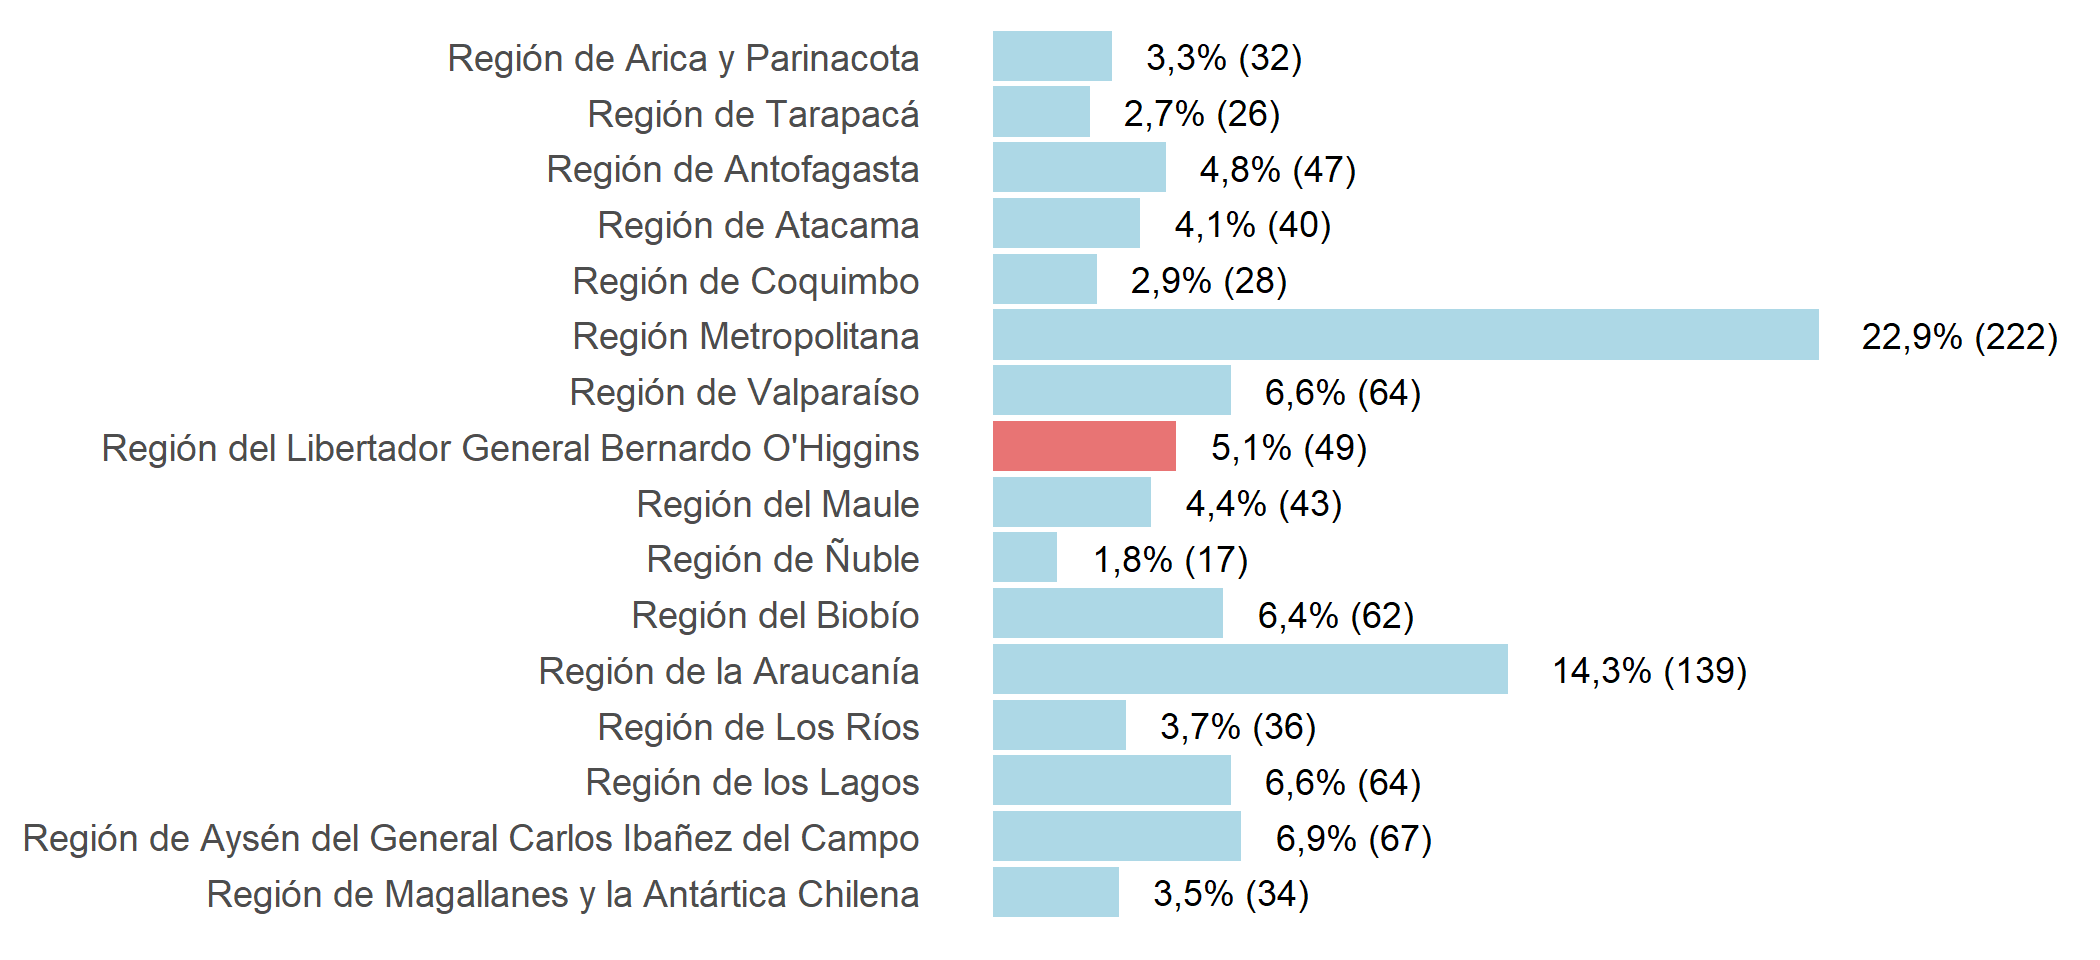 Región de Arica y Parinacota 3,3% (32)
Región de Tarapacá 2,7% (26)
Región de Antofagasta 4,8% (47)
Región de Atacama 4,1% (40)
Región de Coquimbo 2,9% (28)
Región Metropolitana 22,9% (222)
Región de Valparaíso 6,6% (64)
Región del Libertador General Bernardo O'Higgins 5,1% (49)
Región del Maule 4,4% (43)
Región de Ñuble 1,8% (17)
Región del Biobío 6,4% (62)
Región de la Araucanía 14,3% (139)
Región de Los Ríos 3,7% (36)
Región de los Lagos 6,6% (64)
Región de Aysén del General Carlos Ibañez del Campo 6,9% (67)
Región de Magallanes y la Antártica Chilena 3,5% (34)